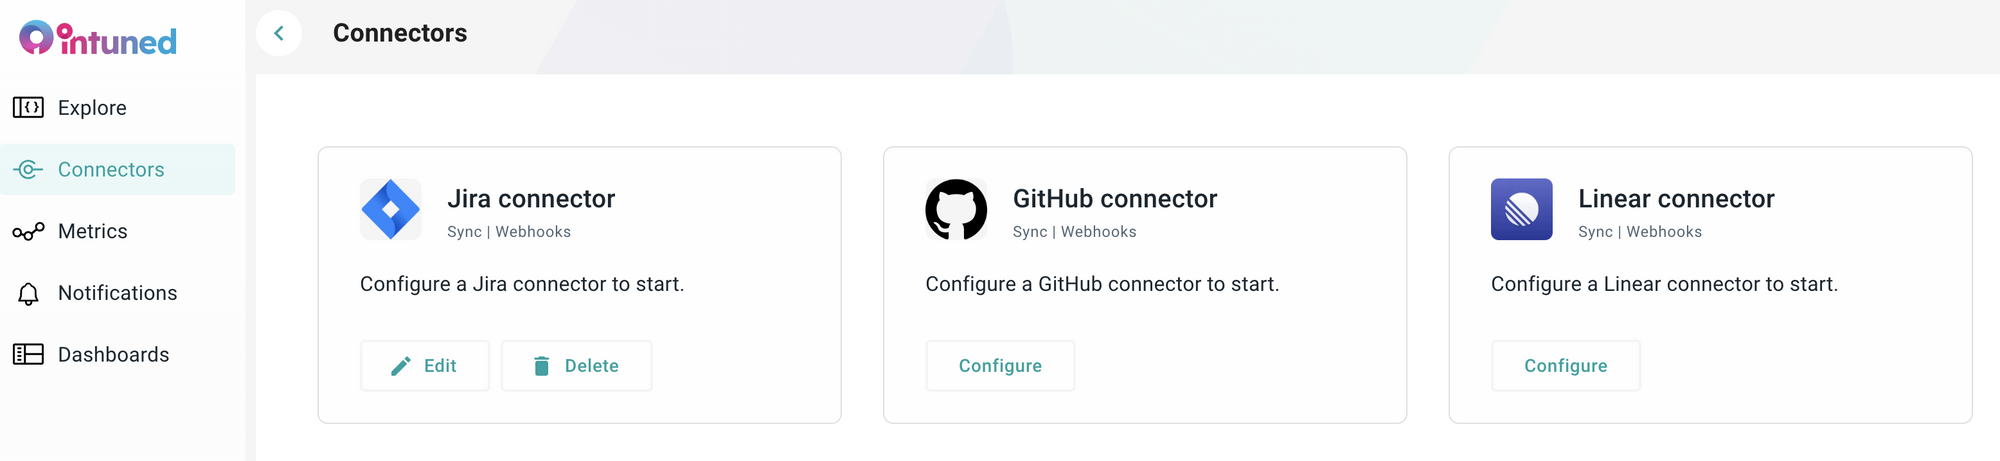 intuned
Connectors
Explore
Connectors
Metrics
Notifications
Dashboards
Jira connector
Sync | Webhooks
Configure a Jira connector to start.
Edit
Delete
GitHub connector
Sync | Webhooks
Configure a GitHub connector to start.
Configure
Linear connector
Sync | Webhooks
Configure a Linear connector to start.
Configure